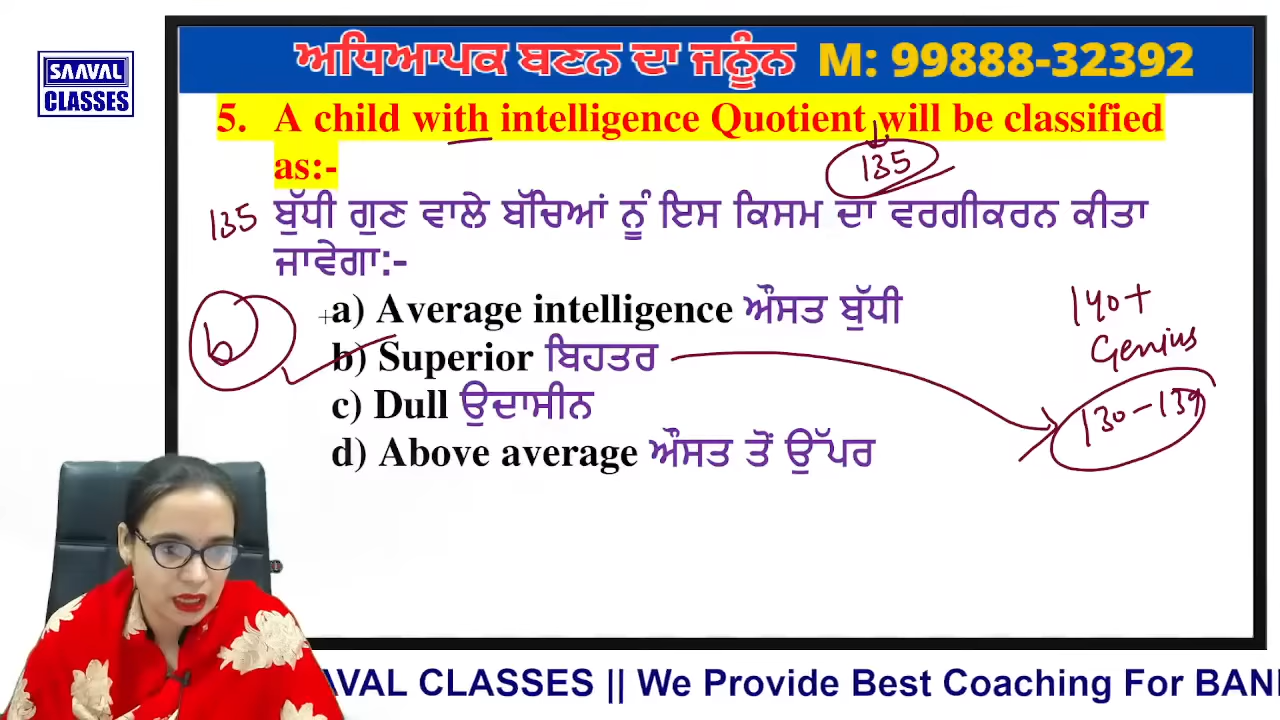 SAAVAL
CLASSES
ਅਧਿਆਪਕ ਬਣਨ ਦਾ ਜਨੂੰਨ M: 99888-32392
5. A child with intelligence Quotient will be classified
as:-
135
135 ਬੁੱਧੀ ਗੁਣ ਵਾਲੇ ਬੱਚਿਆਂ ਨੂੰ ਇਸ ਕਿਸਮ ਦਾ ਵਰਗੀਕਰਨ ਕੀਤਾ
ਜਾਵੇਗਾ:-
a) Average intelligence ਔਸਤ ਬੁੱਧੀ
b) Superior ਬਿਹਤਰ
c) Dull ਉਦਾਸੀਨ
d) Above average ਔਸਤ ਤੋਂ ਉੱਪਰ
b
140+
Genius
130-139
AVAL CLASSES || We Provide Best Coaching For BAN